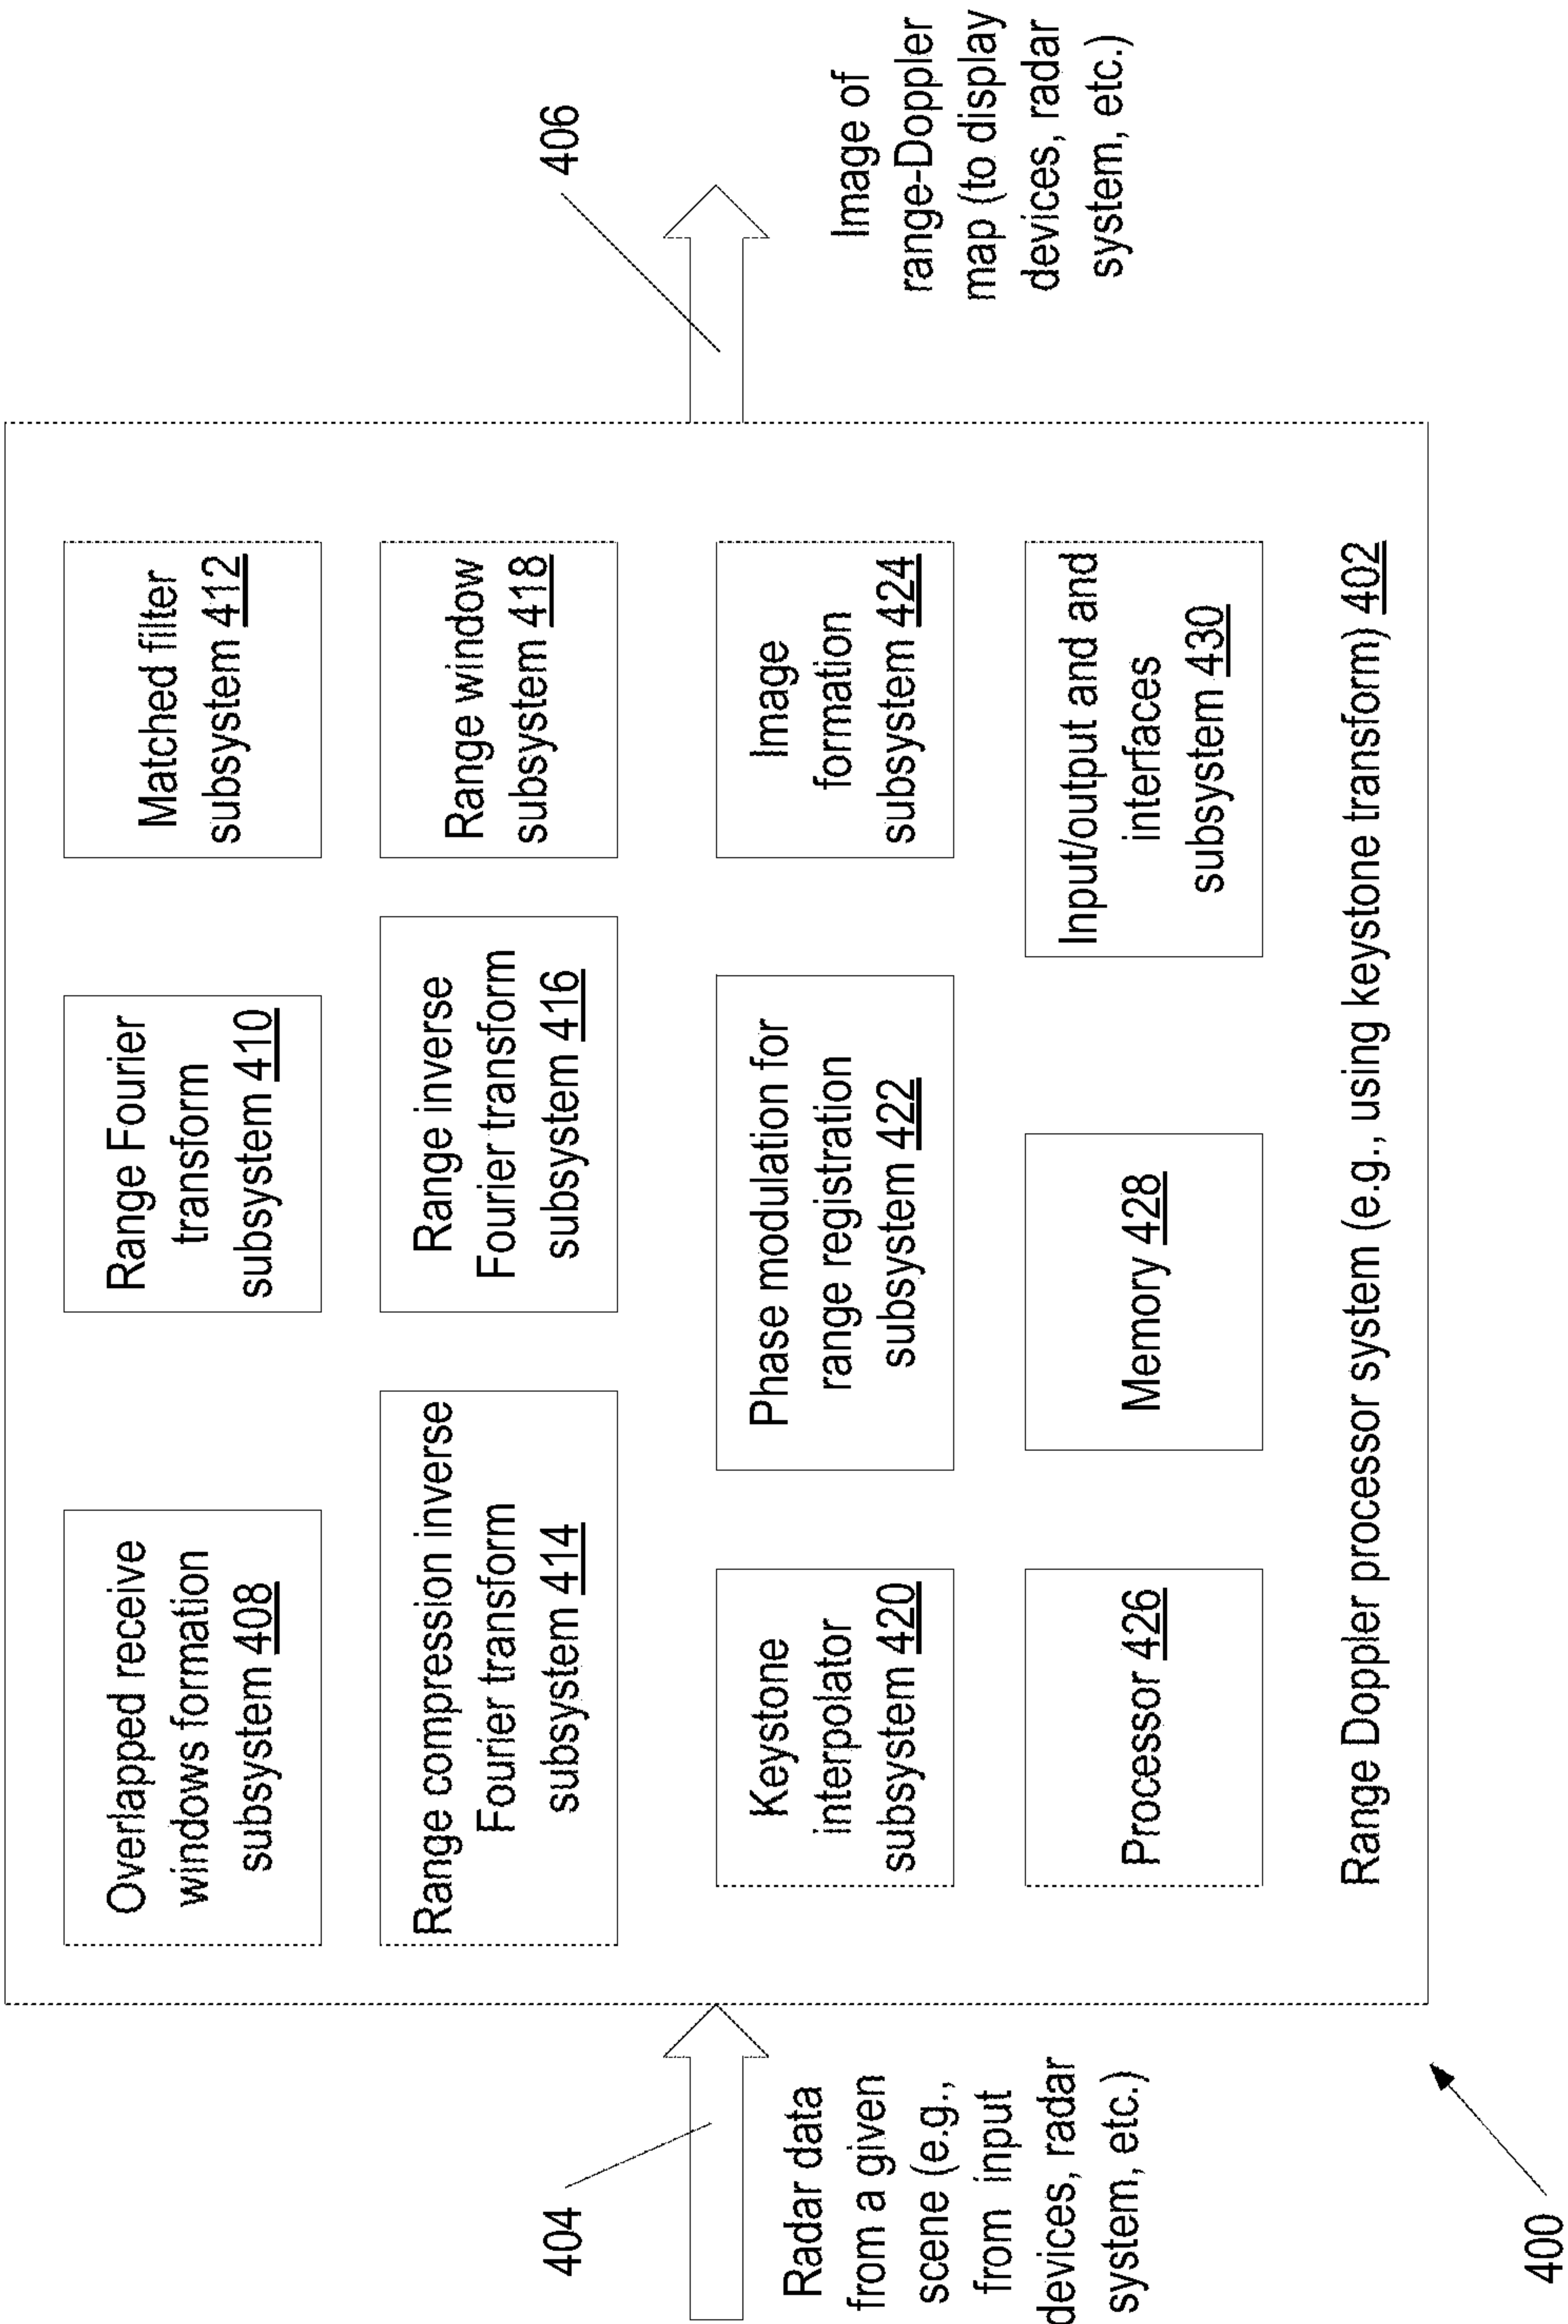 404
Radar data
from a given
scene (e.g.,
from input
devices, radar
system, etc.)
Overlapped receive
windows formation
subsystem 408
Range Fourier
transform
subsystem 410
Matched filter
subsystem 412
Range compression inverse
Fourier transform
subsystem 414
Range inverse
Fourier transform
subsystem 416
Range window
subsystem 418
Keystone
interpolator
subsystem 420
Phase modulation for
range registration
subsystem 422
Image
formation
subsystem 424
Processor 426
Memory 428
Input/output and and
interfaces
subsystem 430
Range Doppler processor system (e.g., using keystone transform) 402
406
Image of
range-Doppler
map (to display
devices, radar
system, etc.)
400